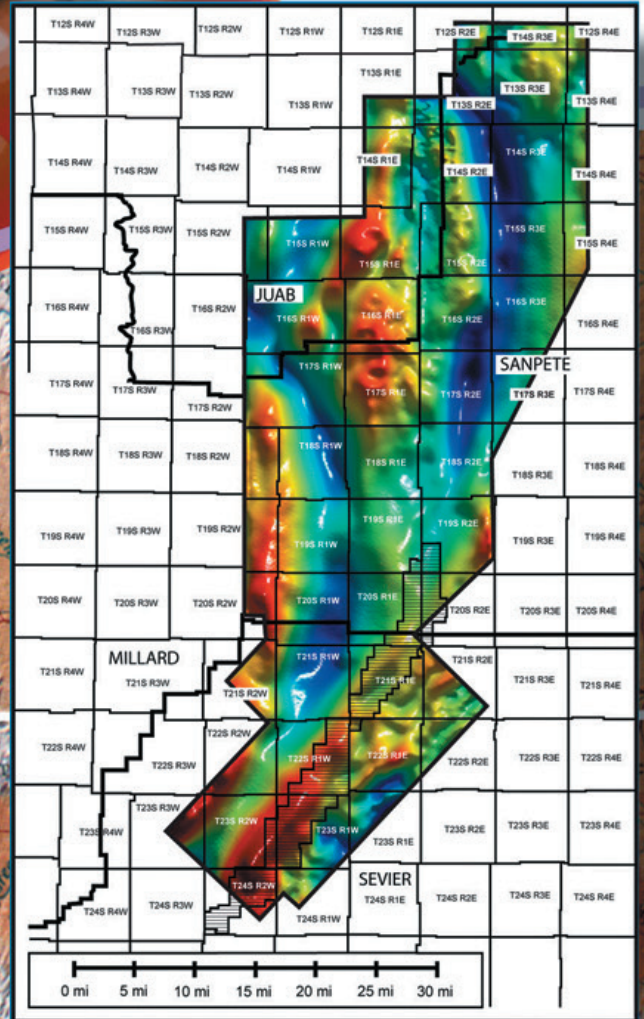 T12S R4W T12S R3W T12S R2W T12S R1W T12S R1E T12S R2E T14S R3E T12S R4E
T13S R4W T13S R3W T13S R2W T13S R1W T13S R1E T13S R2E T13S R3E T13S R4E
T14S R4W T14S R3W T14S R2W T14S R1W T14S R1E T14S R2E T14S R3E T14S R4E
T15S R4W T15S R3W T15S R2W T15S R1W T15S R1E T15S R2E T15S R3E T15S R4E
JUAB
T16S R4W T16S R3W T16S R2W T16S R1W T16S R1E T16S R2E T16S R3E T16S R4E
SANPETE
T17S R4W T17S R3W T17S R2W T17S R1W T17S R1E T17S R2E T17S R3E T17S R4E
T18S R4W T18S R3W T18S R2W T18S R1W T18S R1E T18S R2E T18S R3E T18S R4E
T19S R4W T19S R3W T19S R2W T19S R1W T19S R1E T19S R2E T19S R3E T19S R4E
T20S R4W T20S R3W T20S R2W T20S R1W T20S R1E T20S R2E T20S R3E T20S R4E
MILLARD
T21S R4W T21S R3W T21S R2W T21S R1W T21S R1E T21S R2E T21S R3E T21S R4E
T22S R4W T22S R3W T22S R2W T22S R1W T22S R1E T22S R2E T22S R3E T22S R4E
T23S R4W T23S R3W T23S R2W T23S R1W T23S R1E T23S R2E T23S R3E T23S R4E
SEVIER
T24S R4W T24S R3W T24S R2W T24S R1W T24S R1E T24S R2E T24S R3E T24S R4E
0 mi 5 mi 10 mi 15 mi 20 mi 25 mi 30 mi